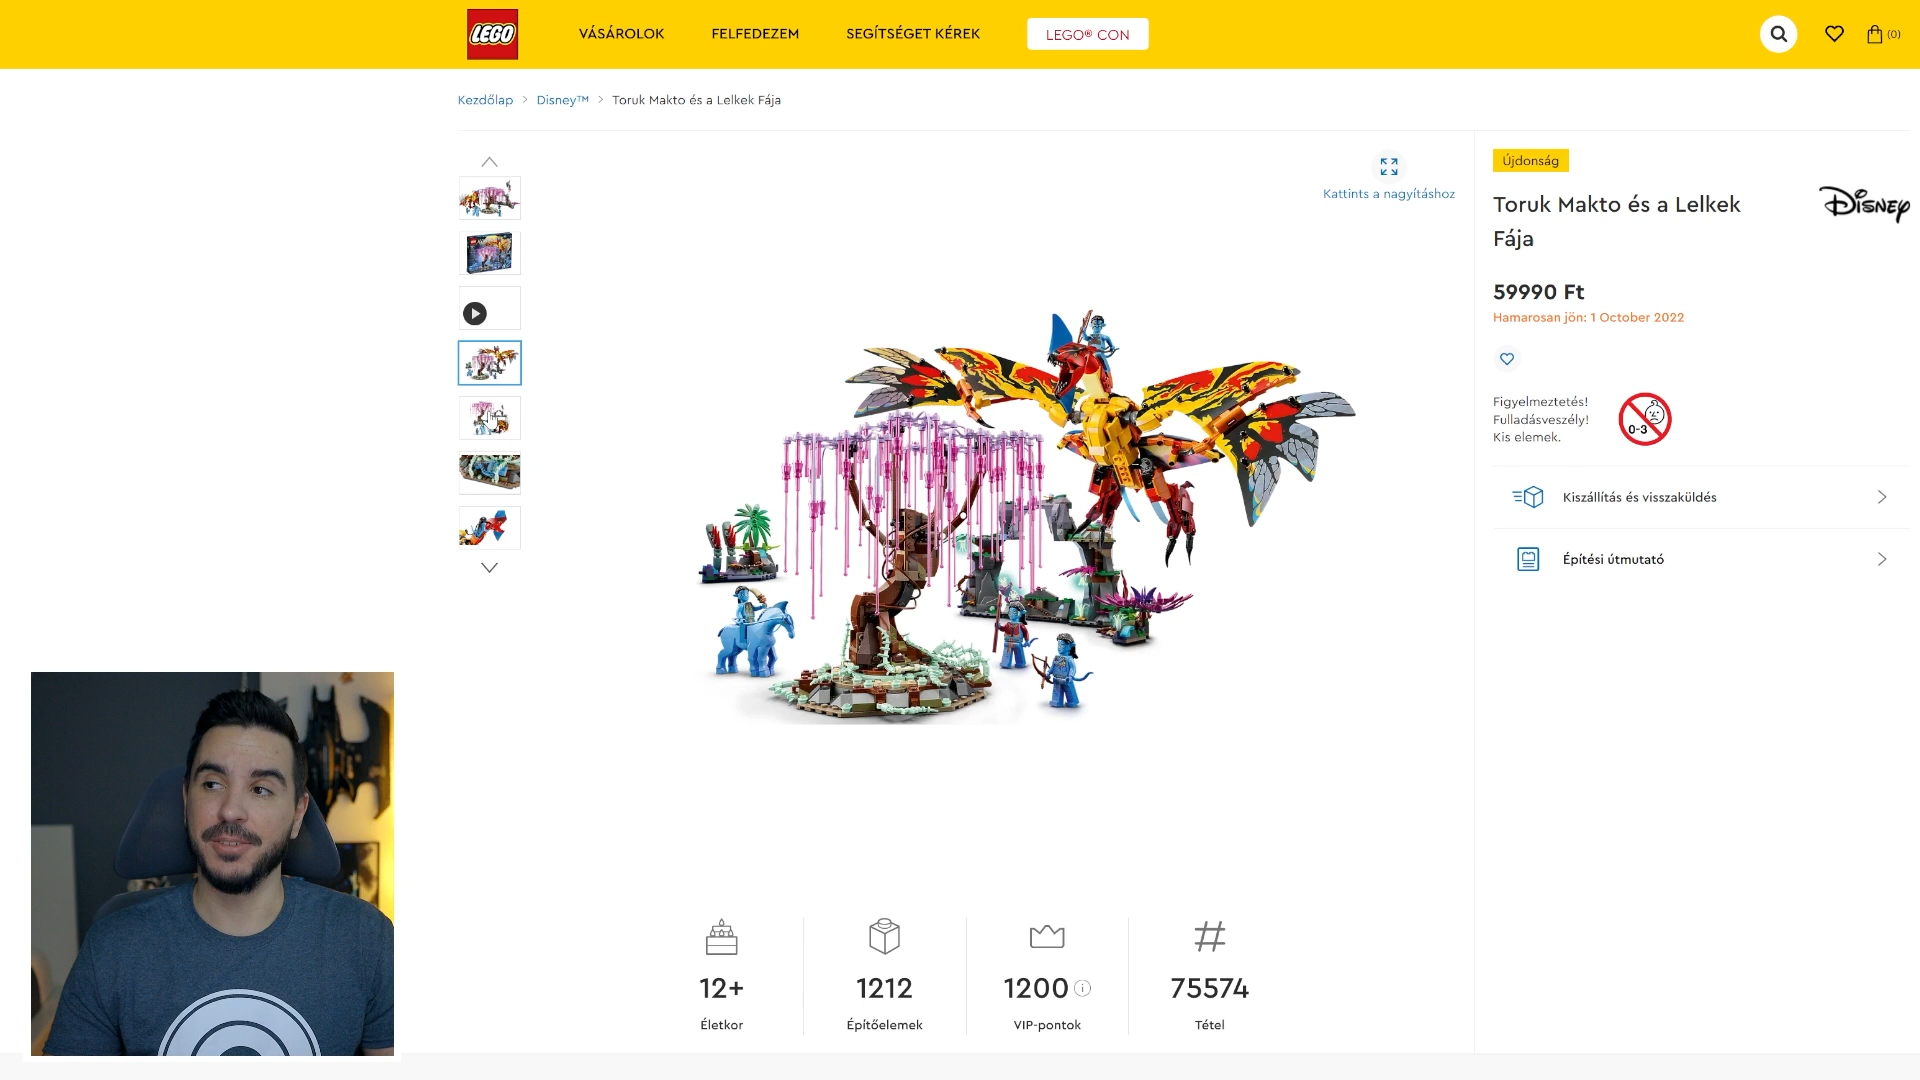 LEGO
VÁSÁROLOK
FELFEDEZEM
SEGÍTSÉGET KÉREK
LEGO® CON
(0)
Kezdőlap > Disney™ > Toruk Makto és a Lelkek Fája
Kattints a nagyításhoz
Újdonság
Toruk Makto és a Lelkek
Fája
Disney
59990 Ft
Hamarosan jön: 1 October 2022
Figyelmeztetés!
Fulladásveszély!
Kis elemek.
0-3
Kiszállítás és visszaküldés
Építési útmutató
12+
Életkor
1212
Építőelemek
1200
VIP-pontok
75574
Tétel